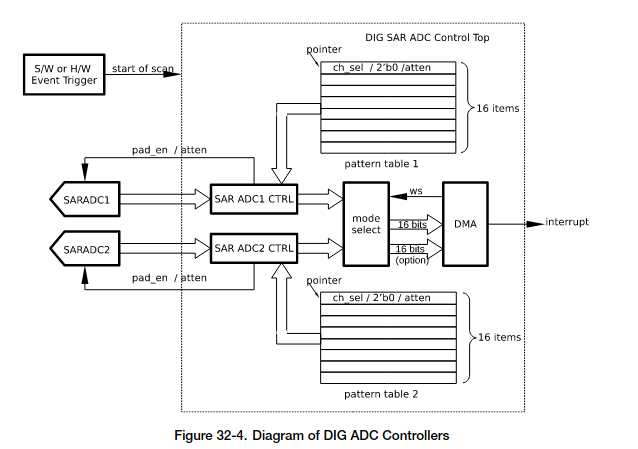 DIG SAR ADC Control Top
pointer
S/W or H/W
Event Trigger
start of scan
ch_sel / 2'b0 /atten
16 items
pattern table 1
pad_en / atten
SARADC1
SAR ADC1 CTRL
mode
select
ws
16 bits
DMA
interrupt
SARADC2
SAR ADC2 CTRL
16 bits
(option)
pad_en / atten
pointer
ch_sel / 2'b0 / atten
16 items
pattern table 2
Figure 32-4. Diagram of DIG ADC Controllers